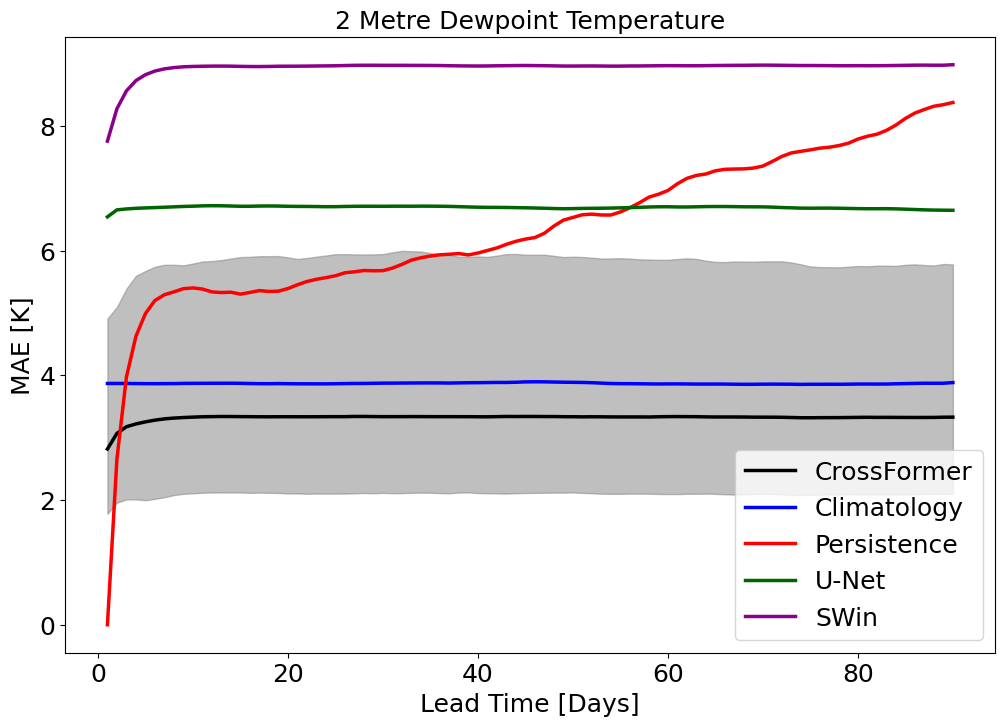 2 Metre Dewpoint Temperature
MAE [K]
8
6
4
2
0
0 20 40 60 80
Lead Time [Days]
CrossFormer
Climatology
Persistence
U-Net
SWin